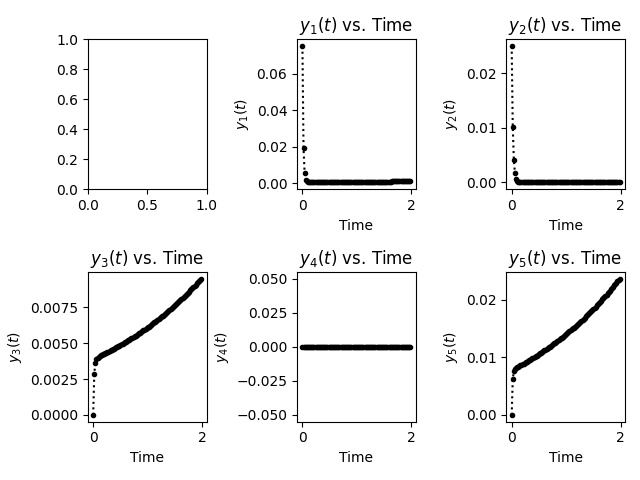 1.0
0.8
0.6
0.4
0.2
0.0
0.0 0.5 1.0
y₁(t) vs. Time
y₁(t)
0.06
0.04
0.02
0.00
0 2
Time
y₂(t) vs. Time
y₂(t)
0.02
0.01
0.00
0 2
Time
y₃(t) vs. Time
y₃(t)
0.0075
0.0050
0.0025
0.0000
0 2
Time
y₄(t) vs. Time
y₄(t)
0.050
0.025
0.000
−0.025
−0.050
0 2
Time
y₅(t) vs. Time
y₅(t)
0.02
0.01
0.00
0 2
Time